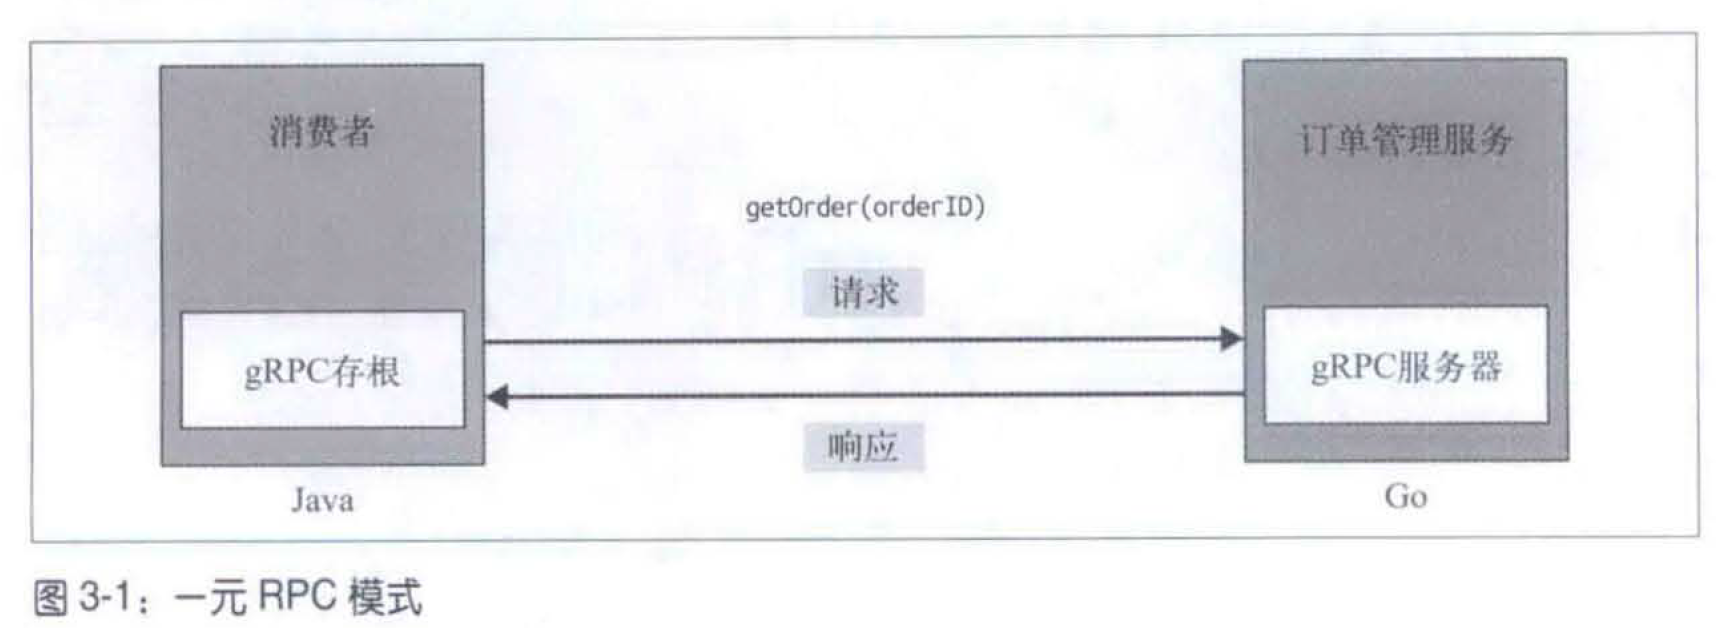 消费者
订单管理服务
getOrder(orderID)
请求
gRPC存根
gRPC服务器
响应
Java
Go
图 3-1：一元 RPC 模式